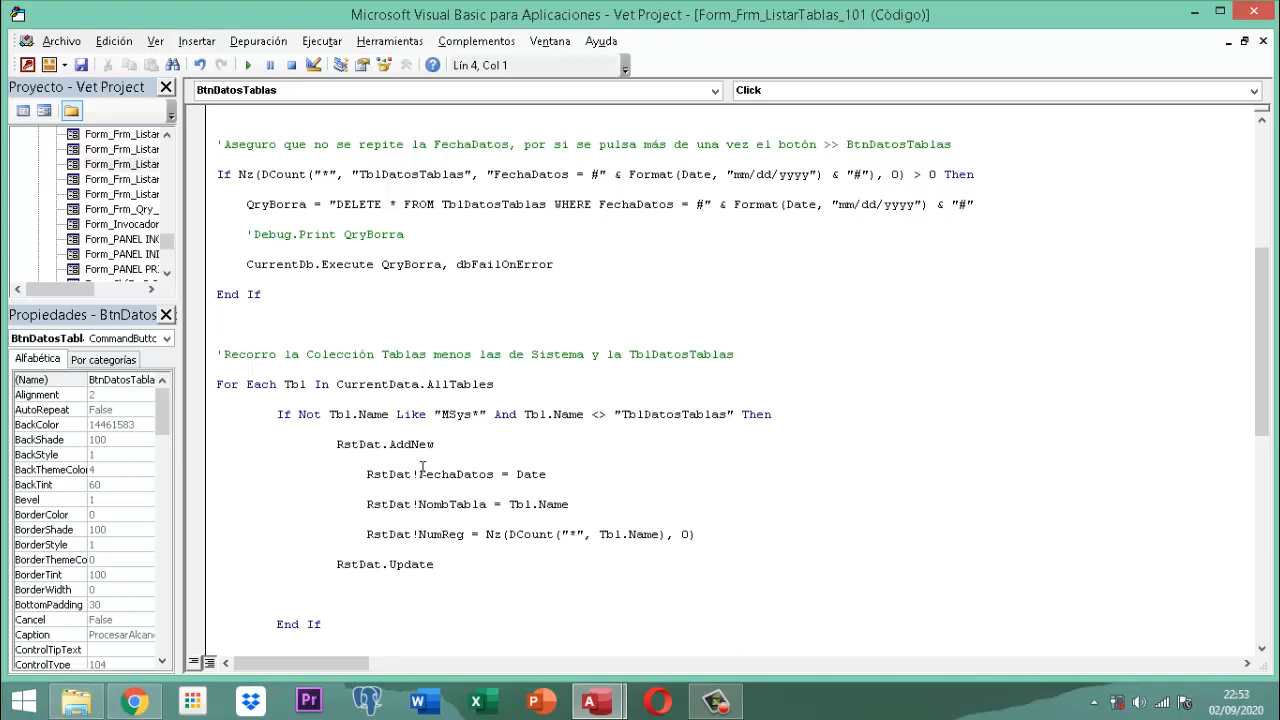 Microsoft Visual Basic para Aplicaciones - Vet Project - [Form_Frm_ListarTablas_101 (Código)]
Archivo Edición Ver Insertar Depuración Ejecutar Herramientas Complementos Ventana Ayuda
Lín 4, Col 1
Proyecto - Vet Project
BtnDatosTablas Click
Form_Frm_Listar
Form_Frm_Listar
Form_Frm_Listar
Form_Frm_Listar
Form_Frm_Listar
Form_Frm_Qry_
Form_Invocador
Form_PANEL INC
Form_PANEL INI
Form_PANEL PR
Propiedades - BtnDatos
BtnDatosTabl CommandButto
Alfabética Por categorías
(Name) BtnDatosTabla
Alignment 2
AutoRepeat False
BackColor 14461583
BackShade 100
BackStyle 1
BackThemeColor 4
BackTint 60
Bevel 1
BorderColor 0
BorderShade 100
BorderStyle 1
BorderThemeCo 0
BorderTint 100
BorderWidth 0
BottomPadding 30
Cancel False
Caption ProcesarAlcan
ControlTipText
ControlType 104
'Aseguro que no se repite la FechaDatos, por si se pulsa más de una vez el botón >> BtnDatosTablas
If Nz(DCount("*", "TblDatosTablas", "FechaDatos = #" & Format(Date, "mm/dd/yyyy") & "#"), 0) > 0 Then
QryBorra = "DELETE * FROM TblDatosTablas WHERE FechaDatos = #" & Format(Date, "mm/dd/yyyy") & "#"
'Debug.Print QryBorra
CurrentDb.Execute QryBorra, dbFailOnError
End If
'Recorro la Colección Tablas menos las de Sistema y la TblDatosTablas
For Each Tbl In CurrentData.AllTables
If Not Tbl.Name Like "MSys*" And Tbl.Name <> "TblDatosTablas" Then
RstDat.AddNew
RstDat!FechaDatos = Date
RstDat!NombTabla = Tbl.Name
RstDat!NumReg = Nz(DCount("*", Tbl.Name), 0)
RstDat.Update
End If
Pr
22:53
02/09/2020